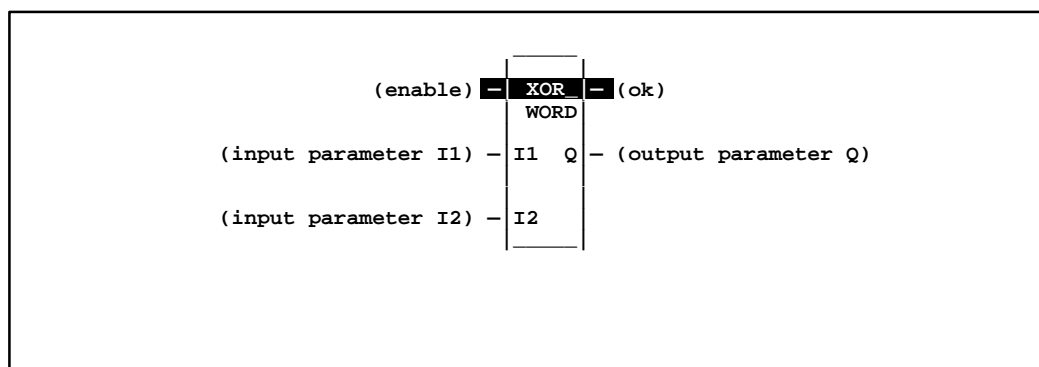 (enable) – XOR_ – (ok)
WORD
(input parameter I1) – I1 Q – (output parameter Q)
(input parameter I2) – I2